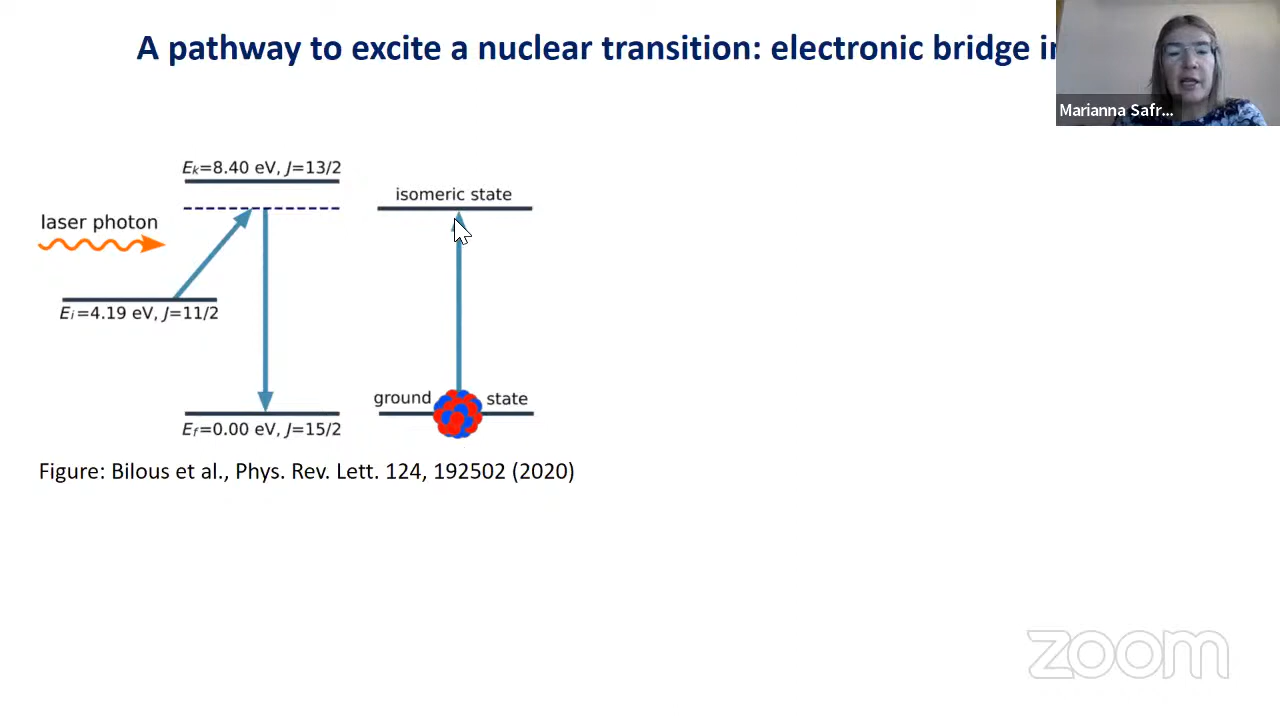 A pathway to excite a nuclear transition: electronic bridge
Marianna Safr...
Eₖ=8.40 eV, J=13/2
isomeric state
laser photon
Eᵢ=4.19 eV, J=11/2
ground state
E_f=0.00 eV, J=15/2
Figure: Bilous et al., Phys. Rev. Lett. 124, 192502 (2020)
zoom